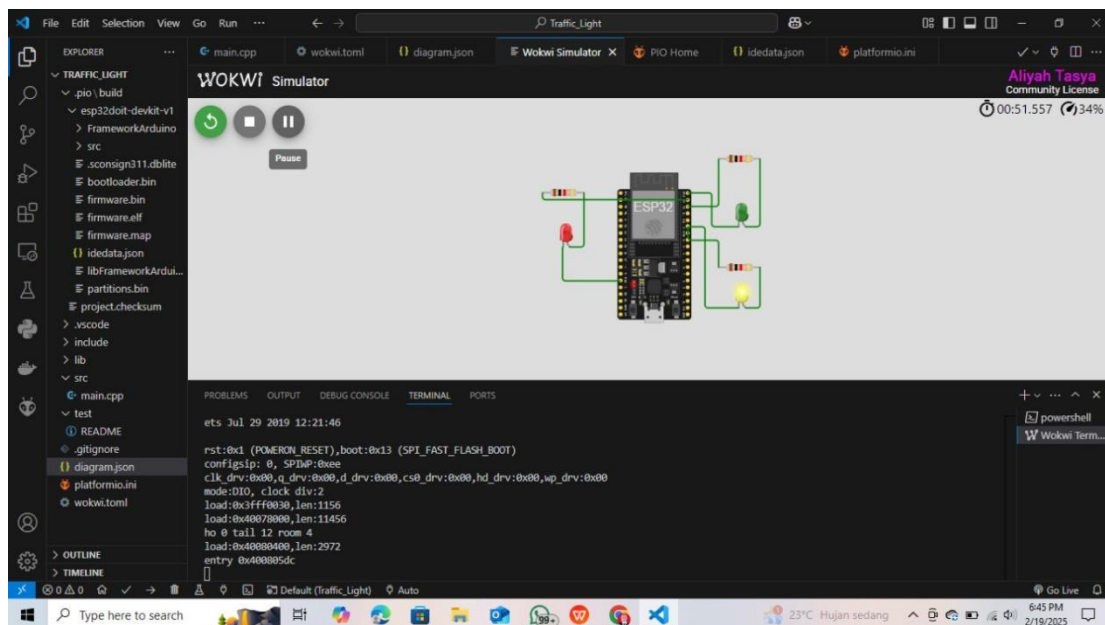 File Edit Selection View Go Run ··· Traffic_Light
EXPLORER ···
main.cpp wokwi.toml {} diagram.json Wokwi Simulator PIO Home {} idedata.json platformio.ini
TRAFFIC_LIGHT
.pio \ build
esp32doit-devkit-v1
FrameworkArduino
src
.sconsign311.dblite
bootloader.bin
firmware.bin
firmware.elf
firmware.map
{} idedata.json
libFrameworkArdui...
partitions.bin
project.checksum
.vscode
include
lib
src
main.cpp
test
README
.gitignore
{} diagram.json
platformio.ini
wokwi.toml
OUTLINE
TIMELINE
WOKWI Simulator
Aliyah Tasya
Community License
00:51.557 34%
Pause
ESP32
PROBLEMS OUTPUT DEBUG CONSOLE TERMINAL PORTS
powershell
Wokwi Term...
ets Jul 29 2019 12:21:46
rst:0x1 (POWERON_RESET),boot:0x13 (SPI_FAST_FLASH_BOOT)
configsip: 0, SPIWP:0xee
clk_drv:0x00,q_drv:0x00,d_drv:0x00,cs0_drv:0x00,hd_drv:0x00,wp_drv:0x00
mode:DIO, clock div:2
load:0x3fff0030,len:1156
load:0x40078000,len:11456
ho 0 tail 12 room 4
load:0x40080400,len:2972
entry 0x400805dc
0 0 0 Default (Traffic_Light) Auto Go Live
Type here to search 99+ 23°C Hujan sedang 6:45 PM
2/19/2025